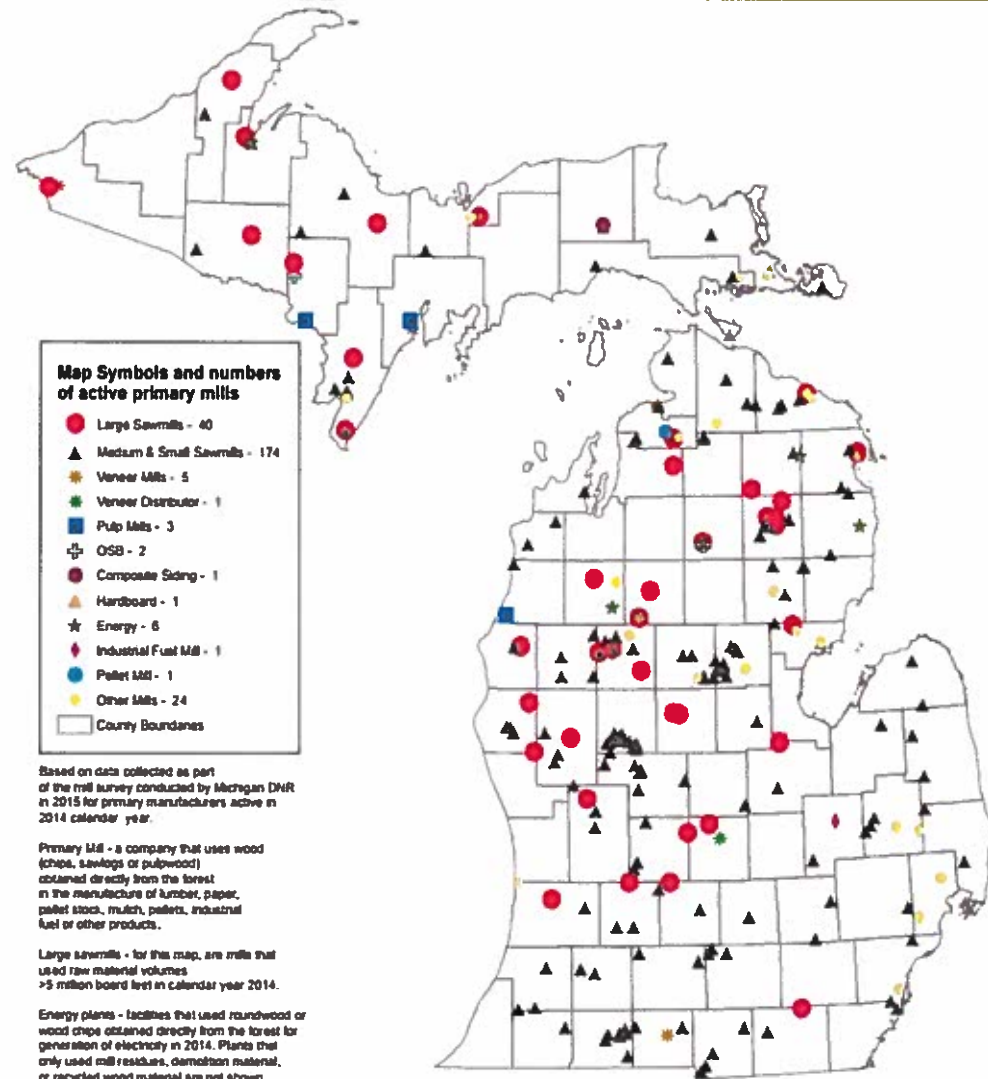 Map Symbols and numbers
of active primary mills
Large Sawmills - 40
Medium & Small Sawmills - 174
Veneer Mills - 5
Veneer Distributor - 1
Pulp Mills - 3
OSB - 2
Composite Siding - 1
Hardboard - 1
Energy - 6
Industrial Fuel Mill - 1
Pellet Mill - 1
Other Mills - 24
County Boundaries
Based on data collected as part
of the mill survey conducted by Michigan DNR
in 2015 for primary manufacturers active in
2014 calendar year.
Primary Mill - a company that uses wood
(chips, sawlogs or pulpwood)
obtained directly from the forest
in the manufacture of lumber, paper,
pallet stock, mulch, pellets, industrial
fuel or other products.
Large sawmills - for this map, are mills that
used raw material volumes
>5 million board feet in calendar year 2014.
Energy plants - facilities that used roundwood or
wood chips obtained directly from the forest for
generation of electricity in 2014. Plants that
only used mill residues, demolition material,
or recycled wood material are not shown